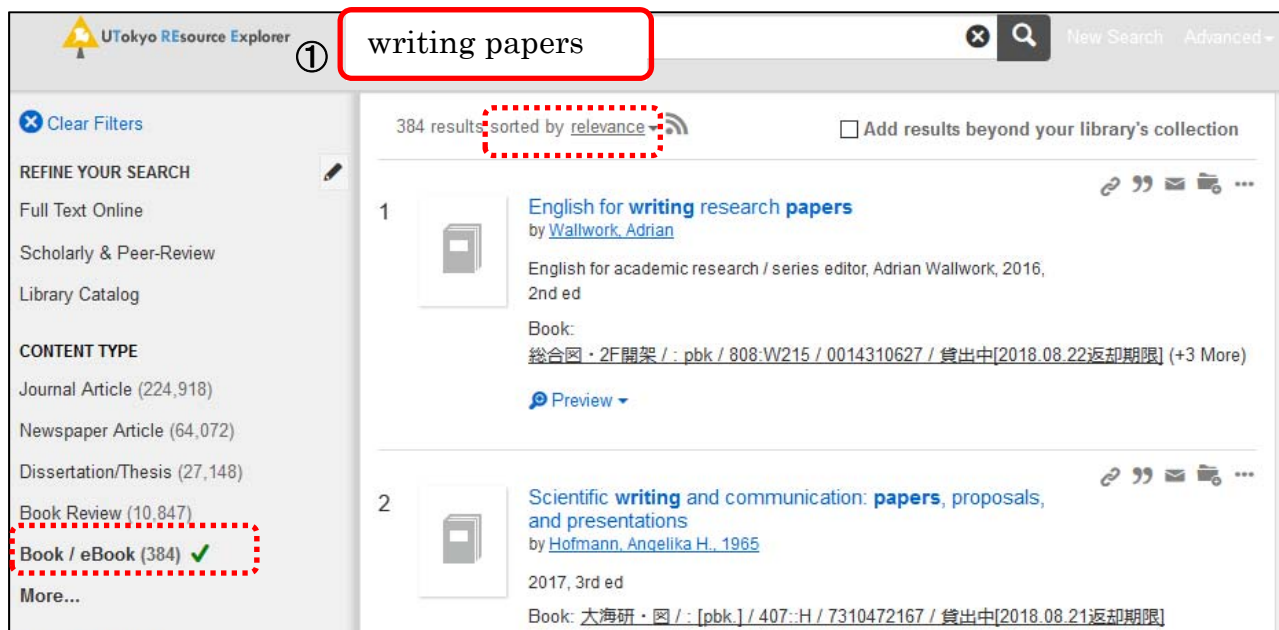 UTokyo REsource Explorer
① writing papers
New Search Advanced
Clear Filters
REFINE YOUR SEARCH
Full Text Online
Scholarly & Peer-Review
Library Catalog
CONTENT TYPE
Journal Article (224,918)
Newspaper Article (64,072)
Dissertation/Thesis (27,148)
Book Review (10,847)
Book / eBook (384)
More...
384 results sorted by relevance
Add results beyond your library's collection
1
English for writing research papers
by Wallwork, Adrian
English for academic research / series editor, Adrian Wallwork, 2016,
2nd ed
Book:
総合図・2F開架 / : pbk / 808:W215 / 0014310627 / 貸出中[2018.08.22返却期限] (+3 More)
Preview
2
Scientific writing and communication: papers, proposals,
and presentations
by Hofmann, Angelika H., 1965
2017, 3rd ed
Book: 大海研・図 / : [pbk.] / 407::H / 7310472167 / 貸出中[2018.08.21返却期限]